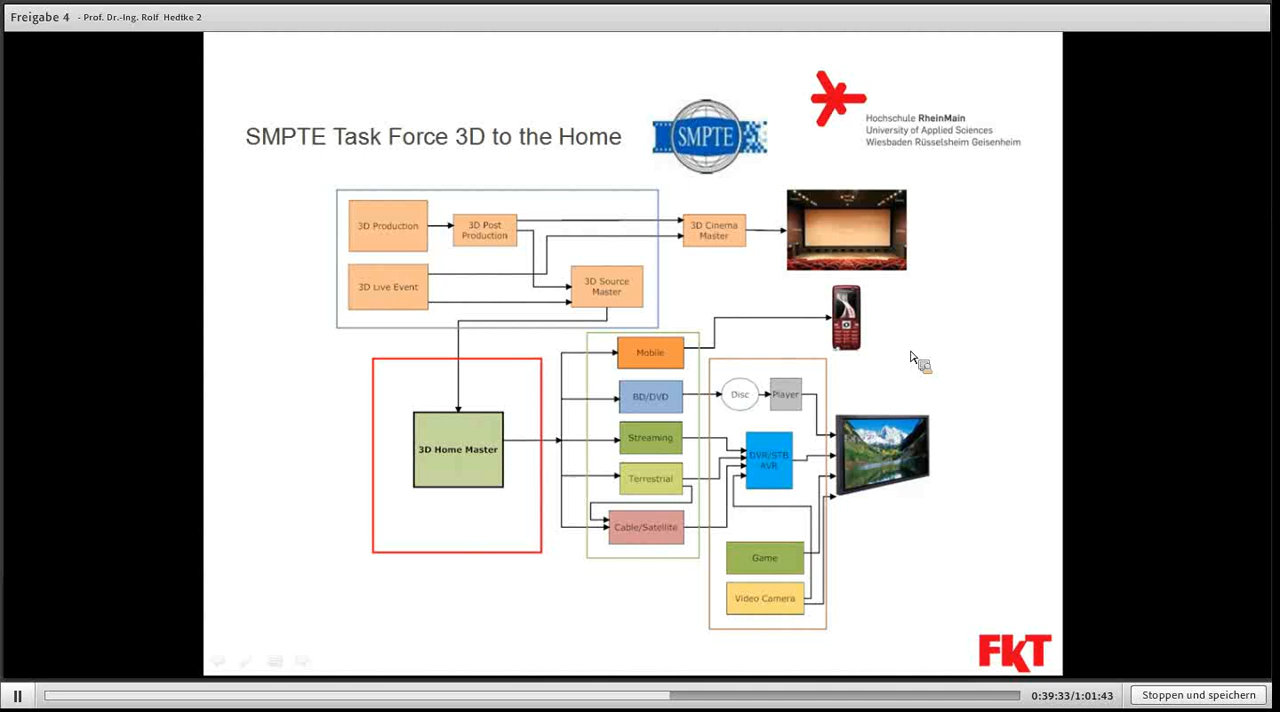 Freigabe 4 - Prof. Dr.-Ing. Rolf Hedtke 2
SMPTE Task Force 3D to the Home
SMPTE
Hochschule RheinMain
University of Applied Sciences
Wiesbaden Rüsselsheim Geisenheim
3D Production
3D Post
Production
3D Cinema
Master
3D Live Event
3D Source
Master
Mobile
BD/DVD
Disc
Player
Streaming
3D Home Master
DVR/STB
AVR
Terrestrial
Cable/Satellite
Game
Video Camera
FKT
0:39:33/1:01:43
Stoppen und speichern